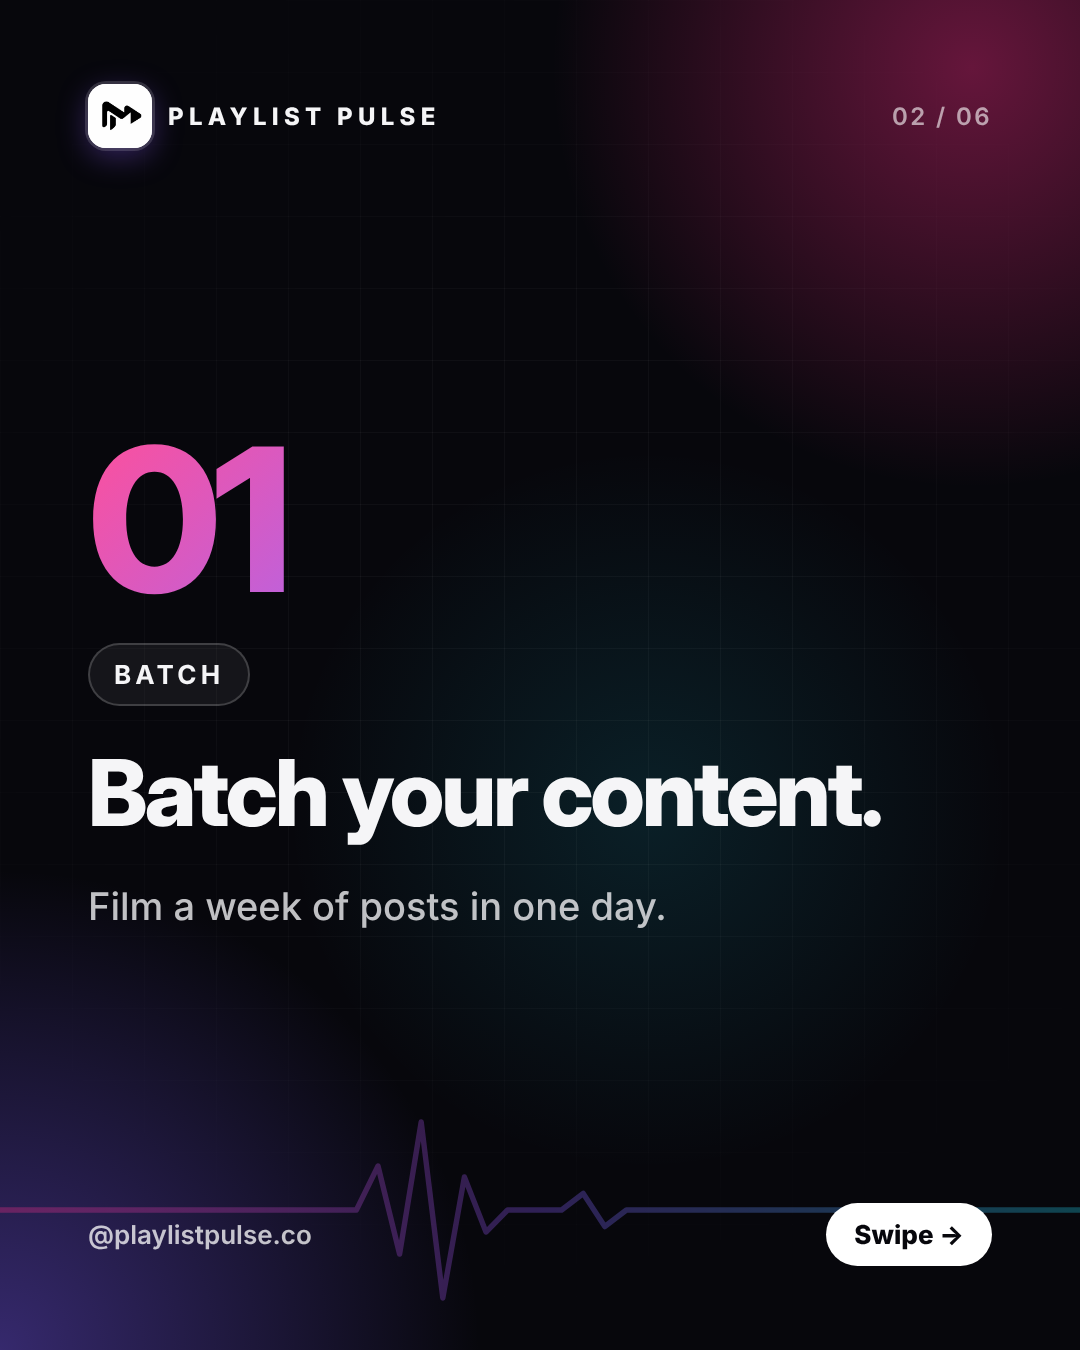 PLAYLIST PULSE
02 / 06
01
BATCH
Batch your content.
Film a week of posts in one day.
@playlistpulse.co
Swipe →